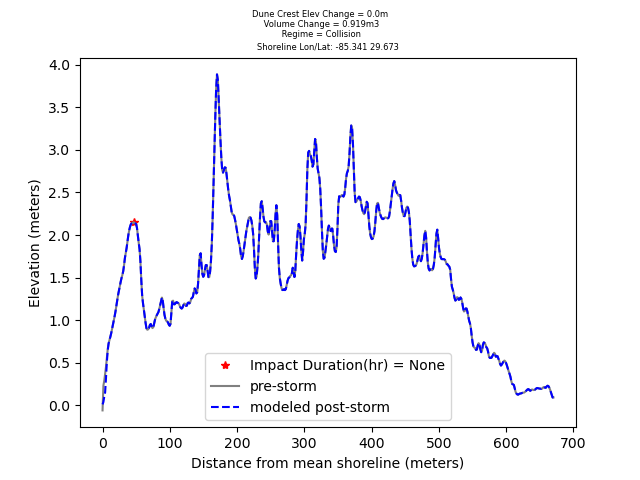 Dune Crest Elev Change = 0.0m
Volume Change = 0.919m3
Regime = Collision
Shoreline Lon/Lat: -85.341 29.673
4.0
3.5
3.0
2.5
2.0
1.5
1.0
0.5
0.0
Elevation (meters)
Impact Duration(hr) = None
pre-storm
modeled post-storm
0 100 200 300 400 500 600 700
Distance from mean shoreline (meters)